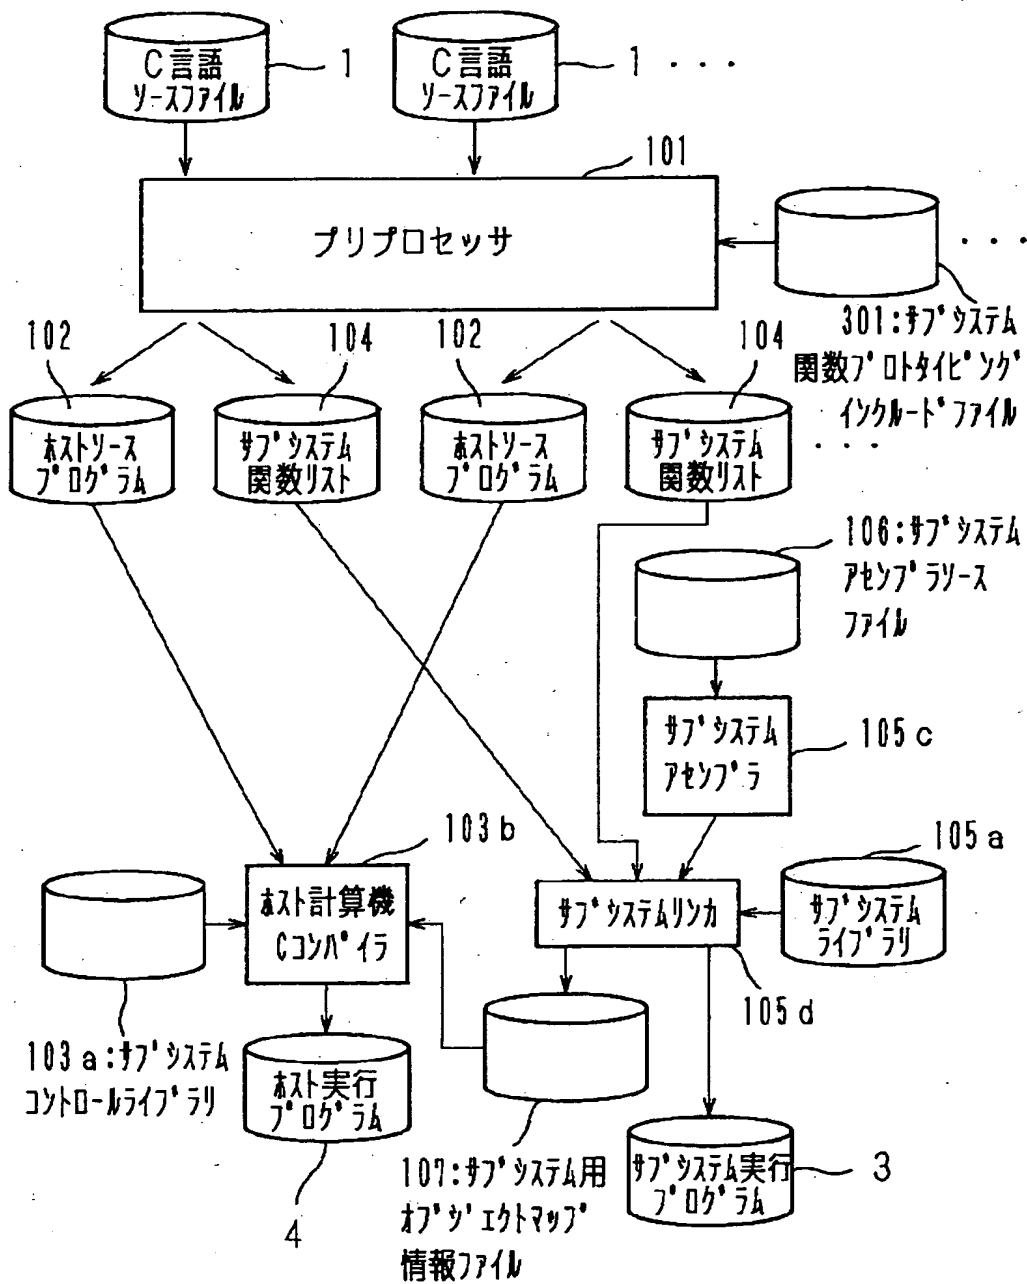 C言語
ソースファイル
1
C言語
ソースファイル
1 ・・・
101
プリプロセッサ
・・・
301:サブシステム
関数プロトタイピング
インクルードファイル
・・・
102
104
102
104
ホストソース
プログラム
サブシステム
関数リスト
ホストソース
プログラム
サブシステム
関数リスト
106:サブシステム
アセンブラソース
ファイル
サブシステム
アセンブラ
105c
103b
105a
ホスト計算機
Cコンパイラ
サブシステムリンカ
サブシステム
ライブラリ
105d
103a:サブシステム
コントロールライブラリ
ホスト実行
プログラム
4
107:サブシステム用
オブジェクトマップ
情報ファイル
サブシステム実行
プログラム
3